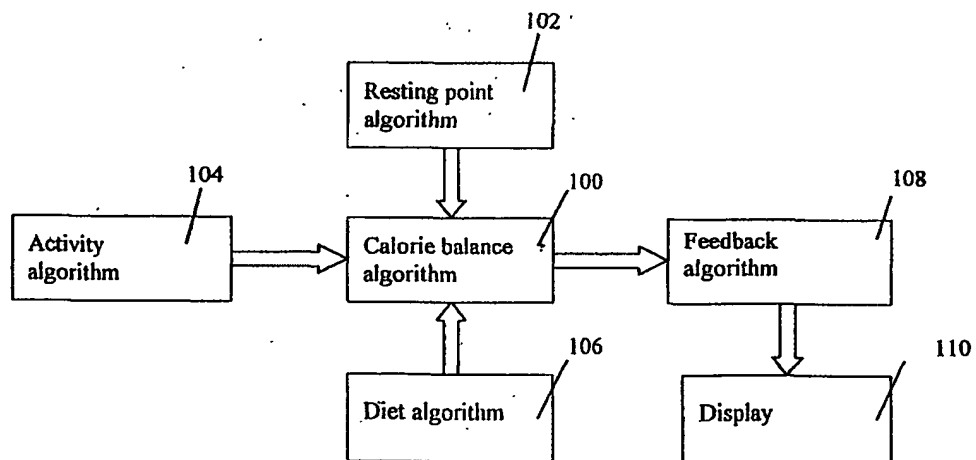 102
Resting point
algorithm
104
100
108
Activity
algorithm
Calorie balance
algorithm
Feedback
algorithm
106
110
Diet algorithm
Display